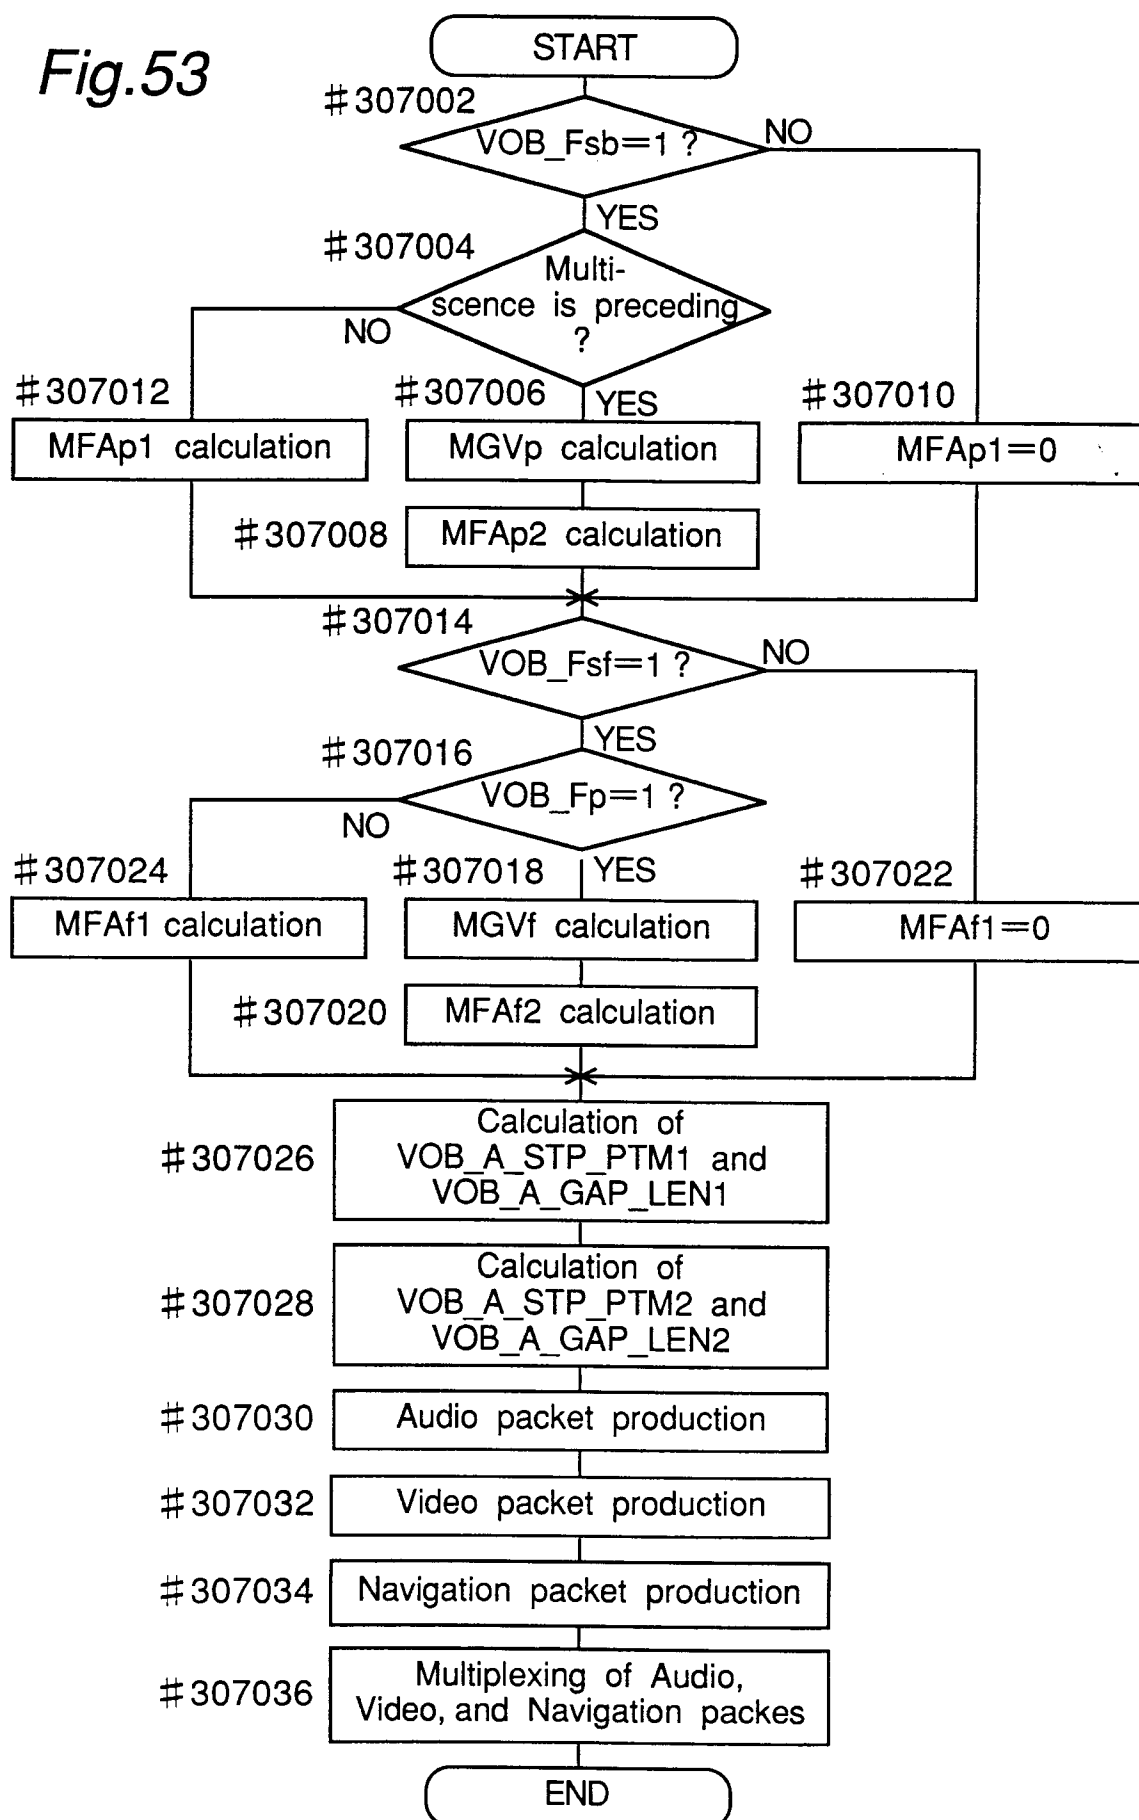 Fig.53
START
#307002
VOB_Fsb=1 ?
NO
YES
#307004
Multi-
scence is preceding
?
NO
YES
#307012
#307006
#307010
MFAp1 calculation
MGVp calculation
MFAp1=0
#307008
MFAp2 calculation
#307014
VOB_Fsf=1 ?
NO
YES
#307016
VOB_Fp=1 ?
NO
YES
#307024
#307018
#307022
MFAf1 calculation
MGVf calculation
MFAf1=0
#307020
MFAf2 calculation
#307026
Calculation of
VOB_A_STP_PTM1 and
VOB_A_GAP_LEN1
#307028
Calculation of
VOB_A_STP_PTM2 and
VOB_A_GAP_LEN2
#307030
Audio packet production
#307032
Video packet production
#307034
Navigation packet production
#307036
Multiplexing of Audio,
Video, and Navigation packes
END